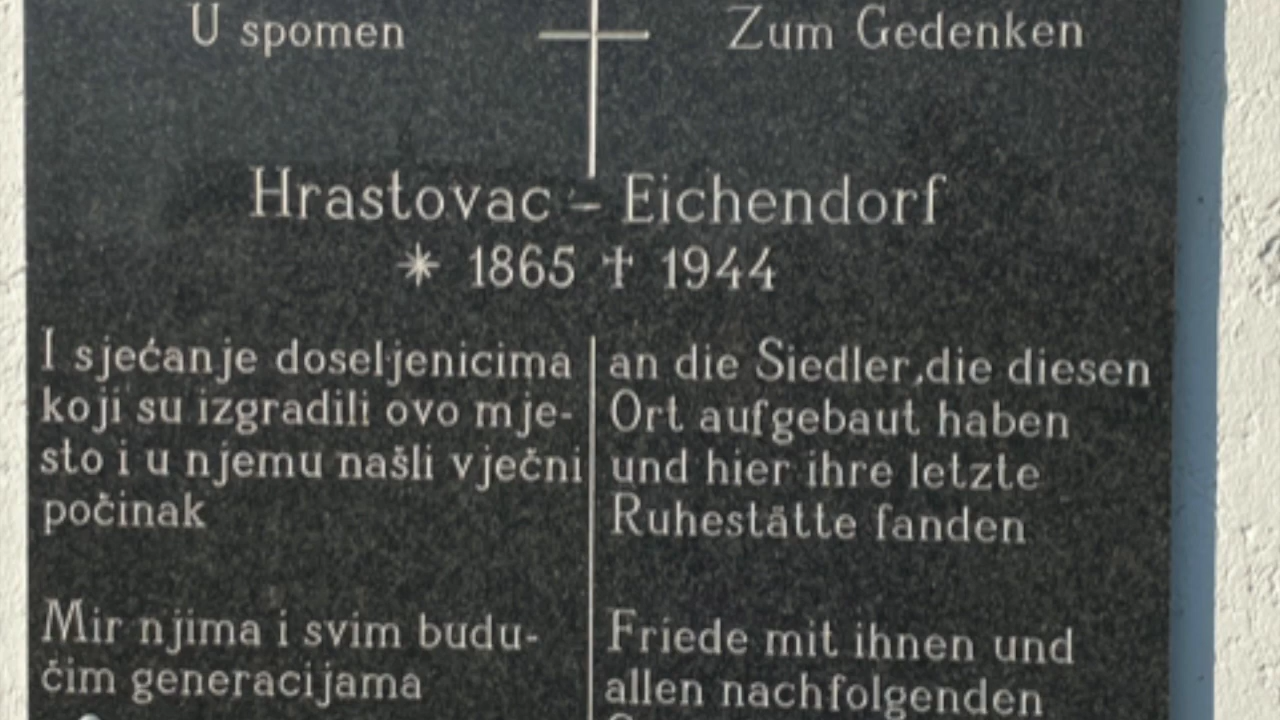 U spomen
Zum Gedenken
Hrastovac - Eichendorf
* 1865 † 1944
I sjećanje doseljenicima
koji su izgradili ovo mje-
sto i u njemu našli vječni
počinak
Mir njima i svim budu-
ćim generacijama
an die Siedler,die diesen
Ort aufgebaut haben
und hier ihre letzte
Ruhestätte fanden
Friede mit ihnen und
allen nachfolgenden